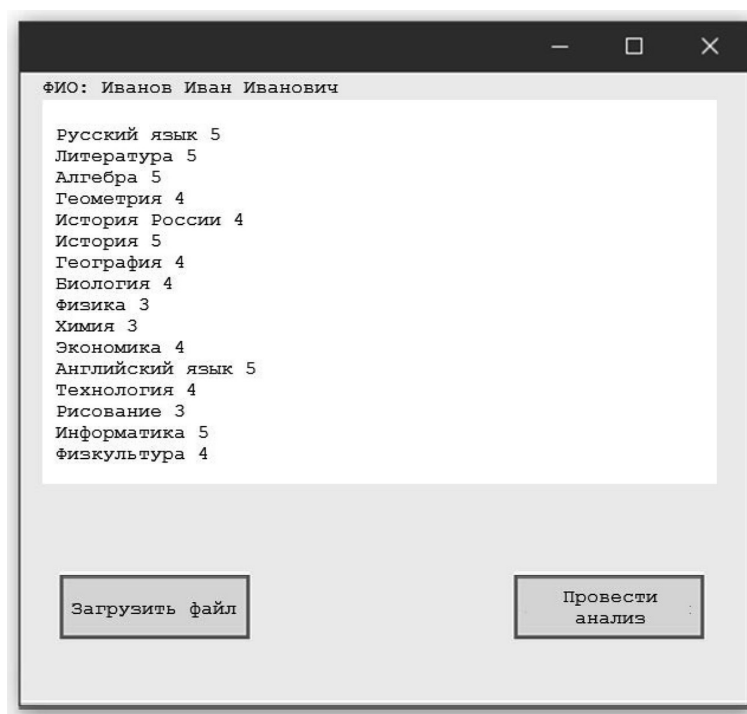 ФИО: Иванов Иван Иванович
Русский язык 5
Литература 5
Алгебра 5
Геометрия 4
История России 4
История 5
География 4
Биология 4
Физика 3
Химия 3
Экономика 4
Английский язык 5
Технология 4
Рисование 3
Информатика 5
Физкультура 4
Загрузить файл
Провести
анализ